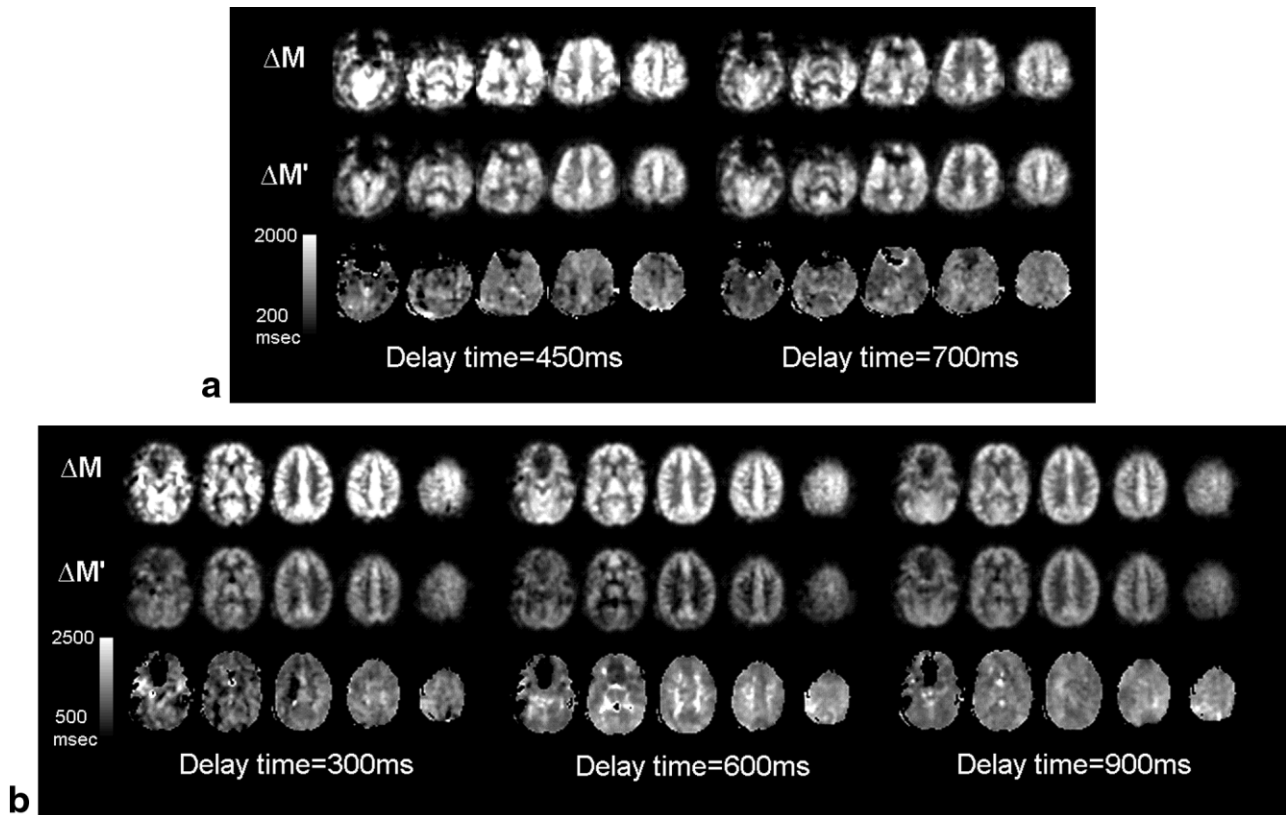 ΔM
ΔM'
2000
200
msec
Delay time=450ms
Delay time=700ms
a
ΔM
ΔM'
2500
500
msec
Delay time=300ms
Delay time=600ms
Delay time=900ms
b